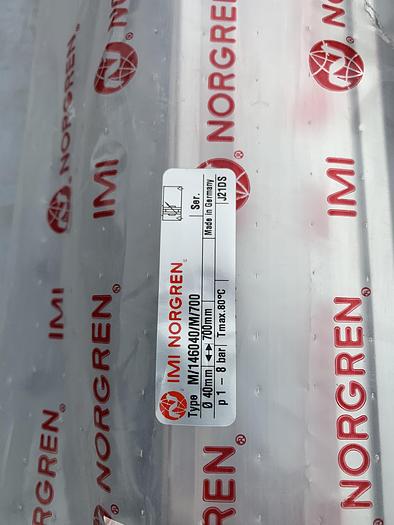 IMI NORGREN®
Type M/146040/M/700 Ser.
Ø 40mm ↔ 700mm Made in Germany
p 1 – 8 bar Tmax.80°C J21DS
NORGREN®
IMI
NORGREN®
IMI
NORGREN®
IMI
NORGREN®
IMI
NORGREN®